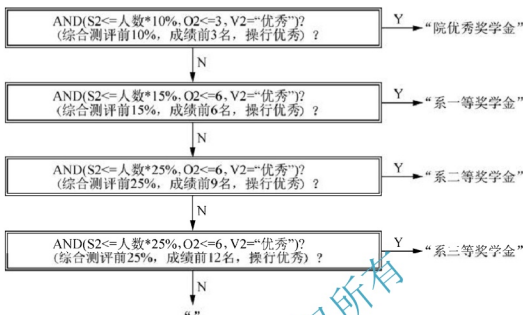 AND(S2<=人数*10%,O2<=3,V2="优秀")?
(综合测评前10%，成绩前3名，操行优秀）？
Y
“院优秀奖学金”
N
AND(S2<=人数*15%,O2<=6,V2="优秀")?
(综合测评前15%，成绩前6名，操行优秀）？
Y
“系一等奖学金”
N
AND(S2<=人数*25%,O2<=6,V2="优秀")?
(综合测评前25%，成绩前9名，操行优秀）？
Y
“系二等奖学金”
N
AND(S2<=人数*25%,O2<=6,V2="优秀")?
(综合测评前25%，成绩前12名，操行优秀）？
Y
“系三等奖学金”
N
“ ”
所有